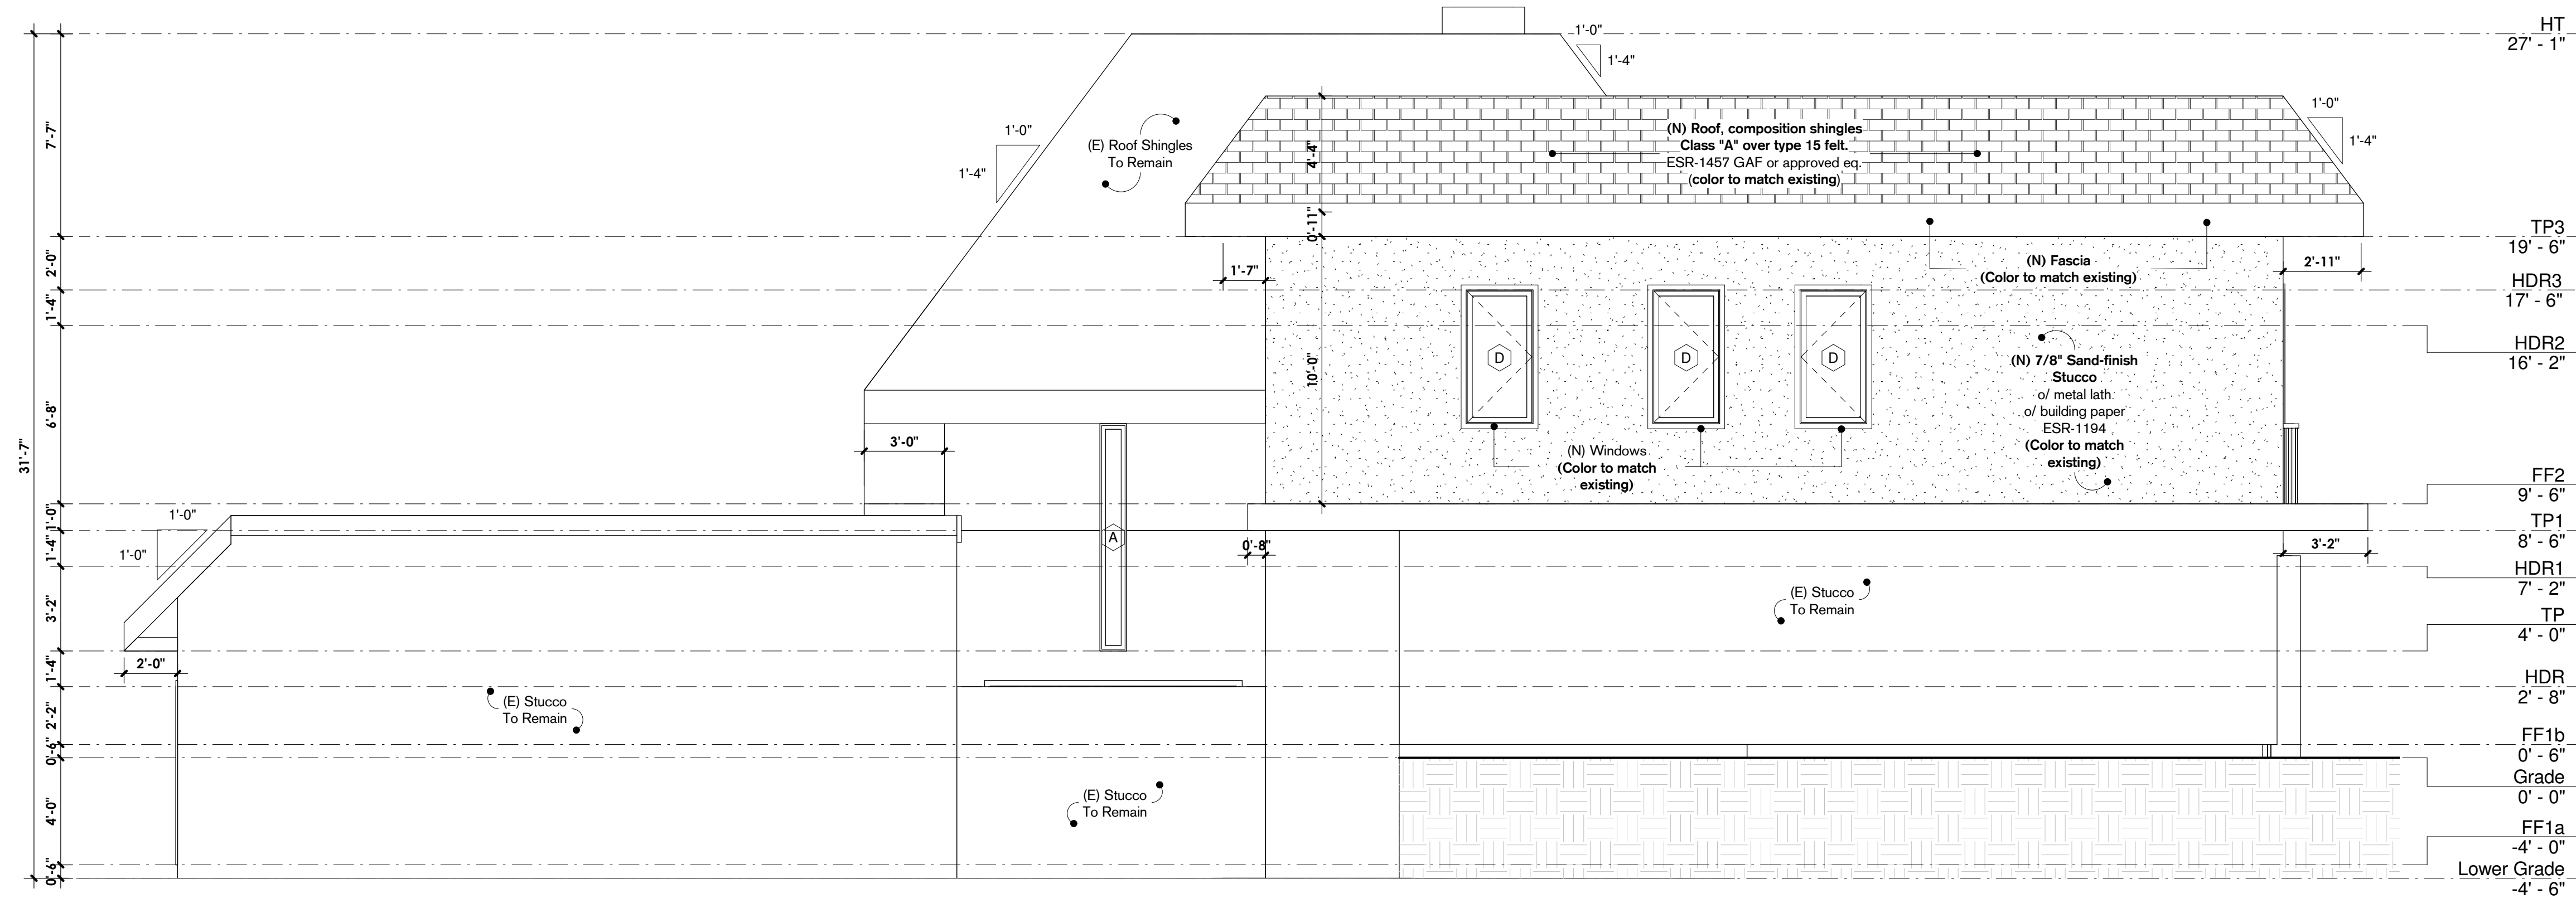 HT
27' - 1"
1'-0"
1'-4"
1'-0"
1'-4"
7'-7"
1'-0"
1'-4"
(E) Roof Shingles
To Remain
4'-4"
(N) Roof, composition shingles
Class "A" over type 15 felt.
ESR-1457 GAF or approved eq.
(color to match existing)
0'-11"
TP3
19' - 6"
2'-0"
1'-7"
(N) Fascia
(Color to match existing)
2'-11"
HDR3
17' - 6"
1'-4"
HDR2
16' - 2"
D
D
D
10'-0"
(N) 7/8" Sand-finish
Stucco
o/ metal lath
o/ building paper
ESR-1194
(Color to match
existing)
6'-8"
31'-7"
3'-0"
(N) Windows
(Color to match
existing)
FF2
9' - 6"
1'-0"
1'-0"
1'-0"
TP1
8' - 6"
A
0'-8"
3'-2"
1'-4"
HDR1
7' - 2"
(E) Stucco
To Remain
3'-2"
TP
4' - 0"
2'-0"
1'-4"
HDR
2' - 8"
(E) Stucco
To Remain
2'-2"
FF1b
0' - 6"
0'-6"
Grade
0' - 0"
(E) Stucco
To Remain
4'-0"
FF1a
-4' - 0"
0'-6"
Lower Grade
-4' - 6"